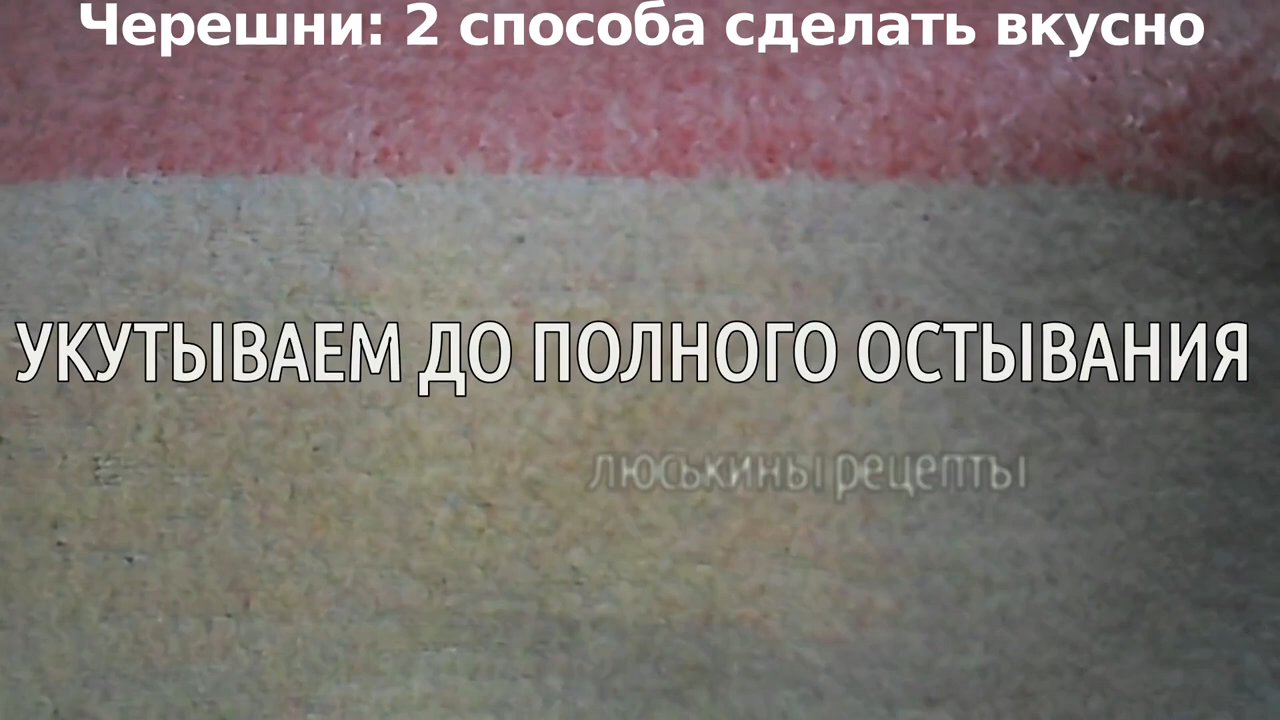 Черешни: 2 способа сделать вкусно
УКУТЫВАЕМ ДО ПОЛНОГО ОСТЫВАНИЯ
люськины рецепты